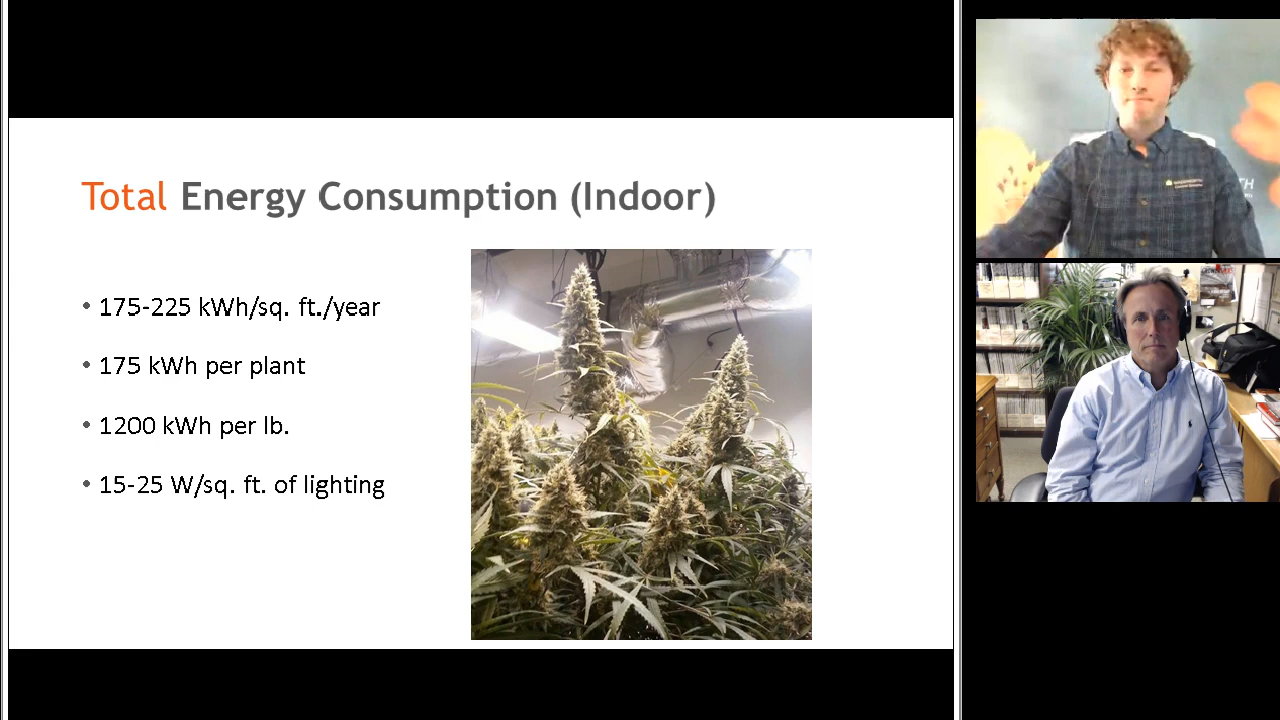 Total Energy Consumption (Indoor)
• 175-225 kWh/sq. ft./year
• 175 kWh per plant
• 1200 kWh per lb.
• 15-25 W/sq. ft. of lighting